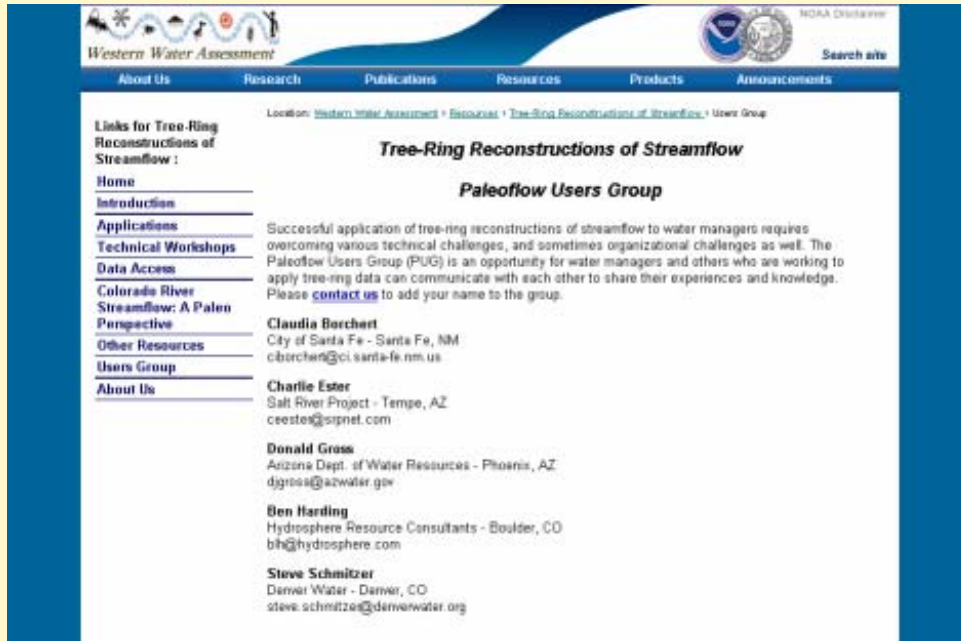 NOAA Disclaimer
Western Water Assessment
Search site
About Us Research Publications Resources Products Announcements
Location: Western Water Assessment › Resources › Tree-Ring Reconstructions of Streamflow › Users Group
Links for Tree-Ring
Reconstructions of
Streamflow :
Home
Introduction
Applications
Technical Workshops
Data Access
Colorado River
Streamflow: A Paleo
Perspective
Other Resources
Users Group
About Us
Tree-Ring Reconstructions of Streamflow
Paleoflow Users Group
Successful application of tree-ring reconstructions of streamflow to water managers requires
overcoming various technical challenges, and sometimes organizational challenges as well. The
Paleoflow Users Group (PUG) is an opportunity for water managers and others who are working to
apply tree-ring data can communicate with each other to share their experiences and knowledge.
Please contact us to add your name to the group.
Claudia Borchert
City of Santa Fe - Santa Fe, NM
ciborchert@ci.santa-fe.nm.us
Charlie Ester
Salt River Project - Tempe, AZ
ceester@srpnet.com
Donald Gross
Arizona Dept. of Water Resources - Phoenix, AZ
djgross@azwater.gov
Ben Harding
Hydrosphere Resource Consultants - Boulder, CO
blh@hydrosphere.com
Steve Schmitzer
Denver Water - Denver, CO
steve.schmitzer@denverwater.org